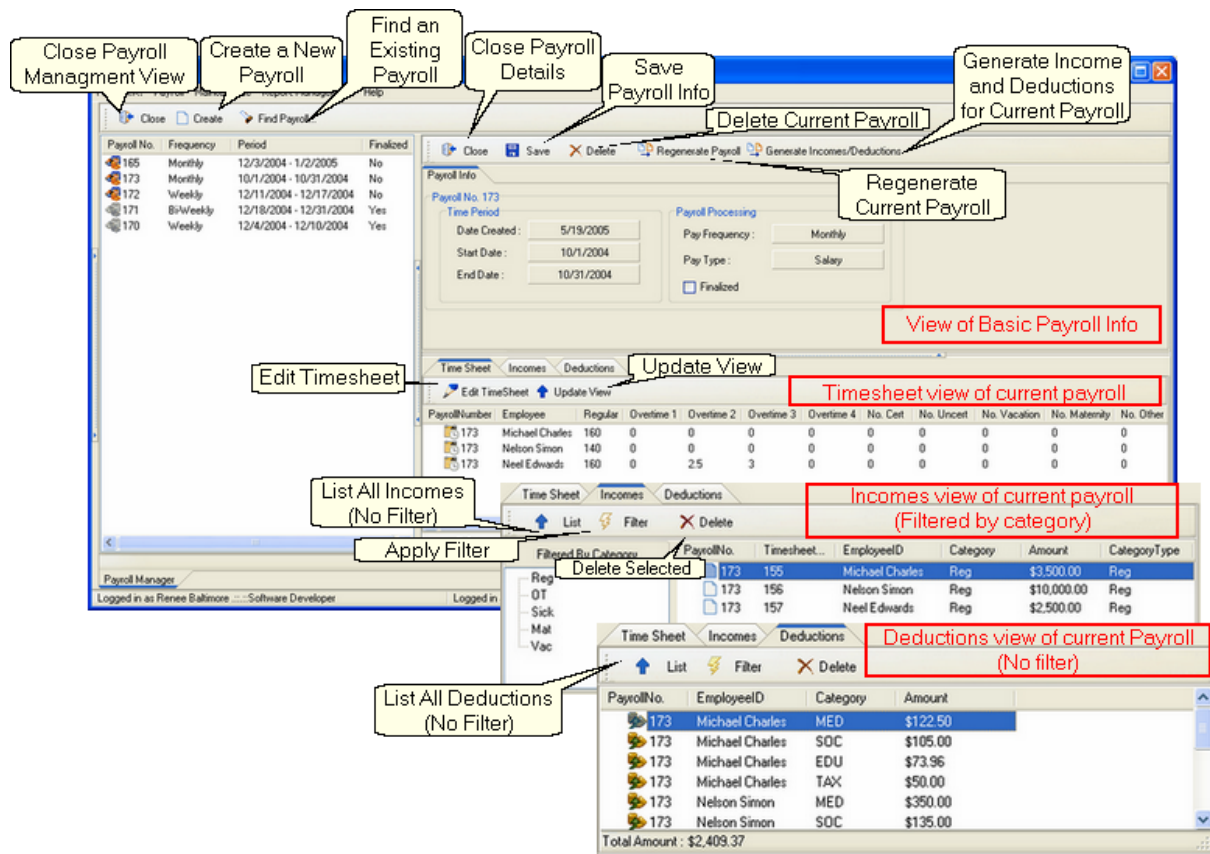 Close Payroll
Managment View
Create a New
Payroll
Find an
Existing
Payroll
Close Payroll
Details
Save
Payroll Info
Delete Current Payroll
Generate Income
and Deductions
for Current Payroll
Help
Close Create Find Payroll
Payroll No. Frequency Period Finalized
165 Monthly 12/3/2004 - 1/2/2005 No
173 Monthly 10/1/2004 - 10/31/2004 No
172 Weekly 12/11/2004 - 12/17/2004 No
171 Bi-Weekly 12/18/2004 - 12/31/2004 Yes
170 Weekly 12/4/2004 - 12/10/2004 Yes
Close Save Delete Regenerate Payroll Generate Incomes/Deductions
Regenerate
Current Payroll
Payroll Info
Payroll No. 173
Time Period
Date Created : 5/19/2005
Start Date : 10/1/2004
End Date : 10/31/2004
Payroll Processing
Pay Frequency : Monthly
Pay Type : Salary
Finalized
View of Basic Payroll Info
Time Sheet Incomes Deductions
Edit Timesheet
Update View
Edit TimeSheet Update View
Timesheet view of current payroll
PayrollNumber Employee Regular Overtime 1 Overtime 2 Overtime 3 Overtime 4 No. Cert No. Uncert No. Vacation No. Maternity No. Other
173 Michael Charles 160 0 0 0 0 0 0 0 0 0
173 Nelson Simon 140 0 0 0 0 0 0 0 0 0
173 Neel Edwards 160 0 2.5 3 0 0 0 0 0 0
List All Incomes
(No Filter)
Apply Filter
Time Sheet Incomes Deductions
Incomes view of current payroll
(Filtered by category)
List Filter Delete
Filtered By Category
Delete Selected
Reg
OT
Sick
Mat
Vac
PayrollNo. Timesheet... EmployeeID Category Amount CategoryType
173 155 Michael Charles Reg $3,500.00 Reg
173 156 Nelson Simon Reg $10,000.00 Reg
173 157 Neel Edwards Reg $2,500.00 Reg
Payroll Manager
Logged in as Renee Baltimore .::.::Software Developer Logged in
Time Sheet Incomes Deductions
Deductions view of current Payroll
(No filter)
List Filter Delete
List All Deductions
(No Filter)
PayrollNo. EmployeeID Category Amount
173 Michael Charles MED $122.50
173 Michael Charles SOC $105.00
173 Michael Charles EDU $73.96
173 Michael Charles TAX $50.00
173 Nelson Simon MED $350.00
173 Nelson Simon SOC $135.00
Total Amount : $2,409.37